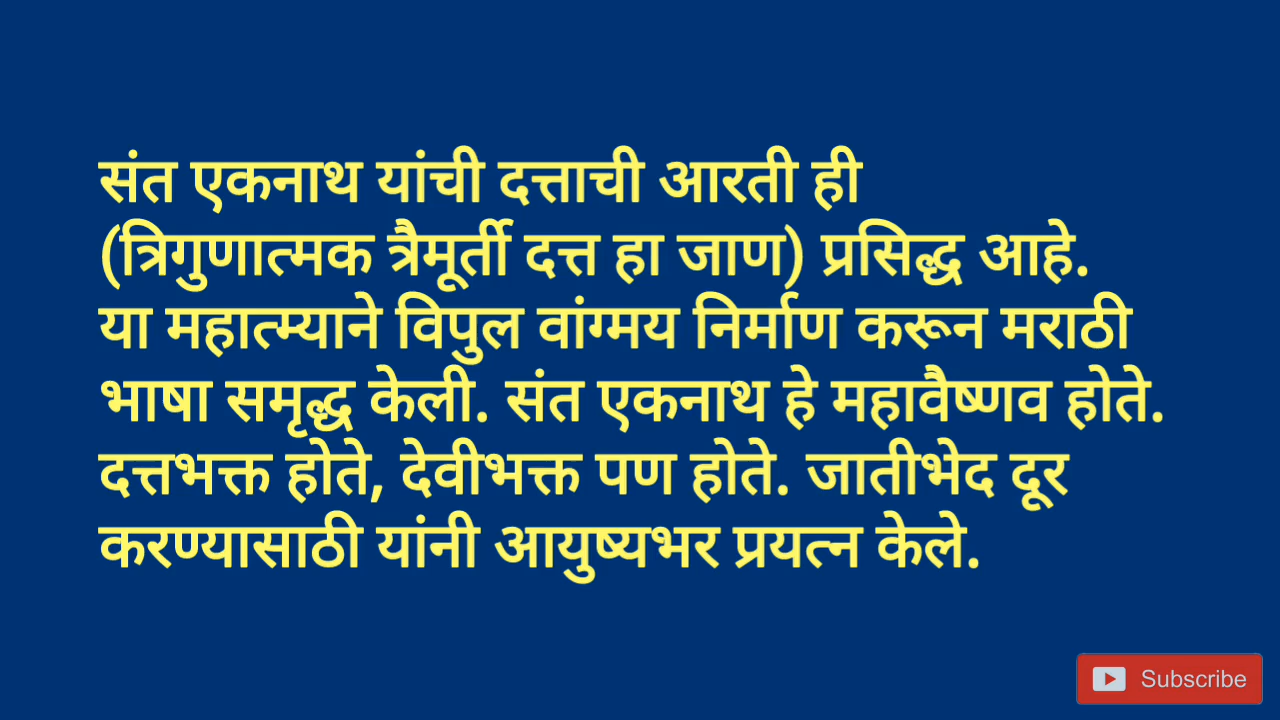 संत एकनाथ यांची दत्ताची आरती ही
(त्रिगुणात्मक त्रैमूर्ती दत्त हा जाण) प्रसिद्ध आहे.
या महात्म्याने विपुल वांग्मय निर्माण करून मराठी
भाषा समृद्ध केली. संत एकनाथ हे महावैष्णव होते.
दत्तभक्त होते, देवीभक्त पण होते. जातीभेद दूर
करण्यासाठी यांनी आयुष्यभर प्रयत्न केले.
Subscribe